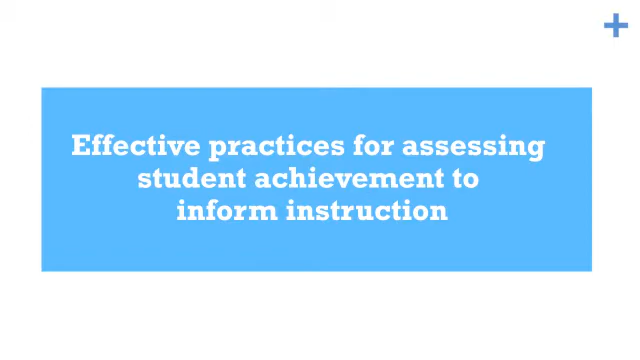 Effective practices for assessing
student achievement to
inform instruction